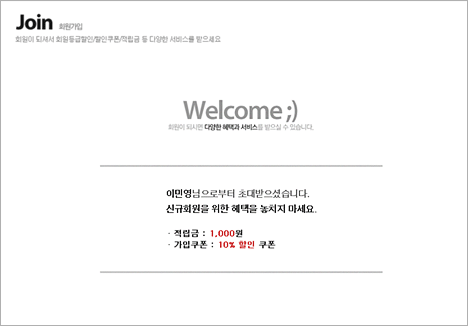 Join 회원가입
회원이 되셔서 회원등급할인/할인쿠폰/적립금 등 다양한 서비스를 받으세요
Welcome ;)
회원이 되시면 다양한 혜택과 서비스를 받으실 수 있습니다.
이민영님으로부터 초대받으셨습니다.
신규회원을 위한 혜택을 놓치지 마세요.
· 적립금 : 1,000원
· 가입쿠폰 : 10% 할인 쿠폰